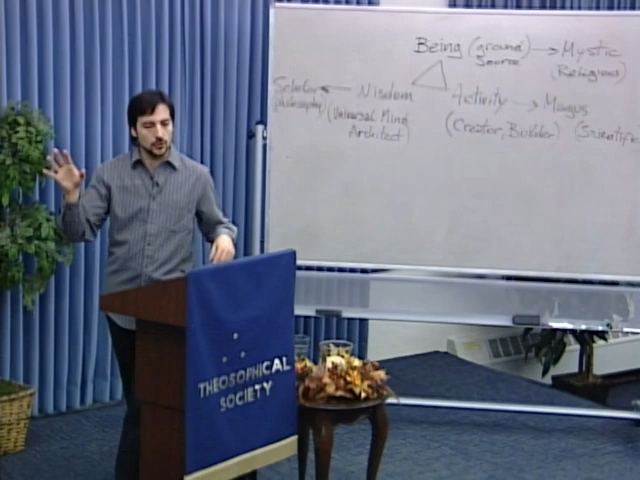 Being (ground) → Mystic
Source (Religious)
Scholar ← Wisdom Activity → Magus
(philosophy) (Universal Mind (Creator, Builder) (Scientific
Architect)
THEOSOPHICAL
SOCIETY